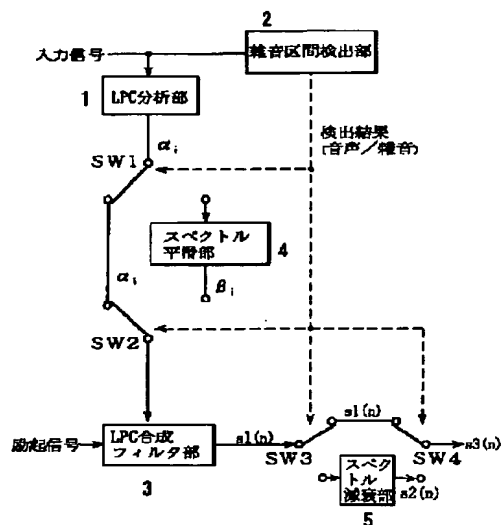 2
入力信号
雑音区間検出部
1
LPC分析部
検出結果
(音声/雑音)
αi
SW1
スペクトル
平滑部
4
αi
βi
SW2
励起信号
LPC合成
フィルタ部
s1(n)
s1(n)
s3(n)
SW3
SW4
スペク
トル
減衰部
s2(n)
3
5